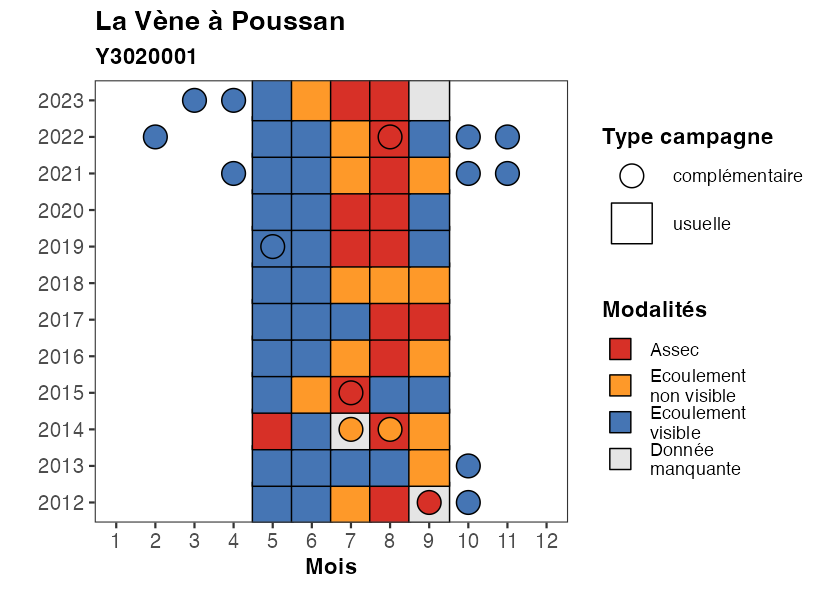 La Vène à Poussan
Y3020001
2023
2022
2021
2020
2019
2018
2017
2016
2015
2014
2013
2012
1 2 3 4 5 6 7 8 9 10 11 12
Mois
Type campagne
complémentaire
usuelle
Modalités
Assec
Ecoulement
non visible
Ecoulement
visible
Donnée
manquante